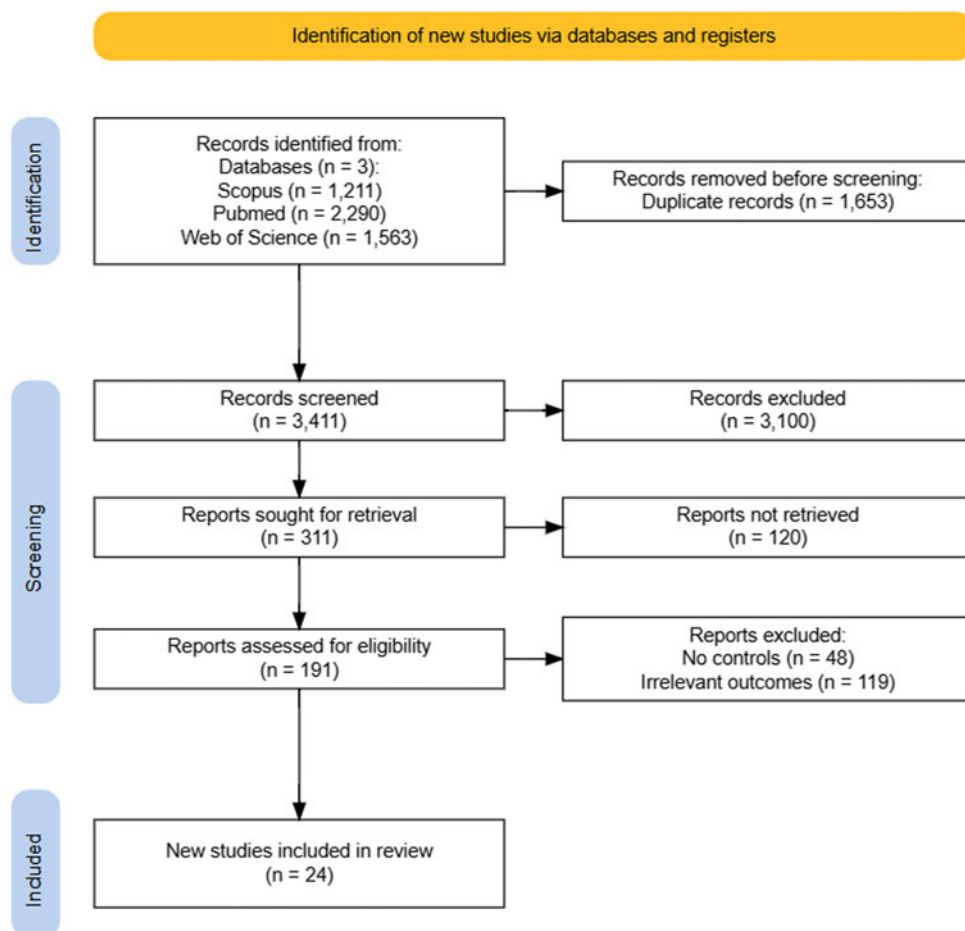 Identification of new studies via databases and registers
Identification
Records identified from:
Databases (n = 3):
Scopus (n = 1,211)
Pubmed (n = 2,290)
Web of Science (n = 1,563)
Records removed before screening:
Duplicate records (n = 1,653)
Screening
Records screened
(n = 3,411)
Records excluded
(n = 3,100)
Reports sought for retrieval
(n = 311)
Reports not retrieved
(n = 120)
Reports assessed for eligibility
(n = 191)
Reports excluded:
No controls (n = 48)
Irrelevant outcomes (n = 119)
Included
New studies included in review
(n = 24)